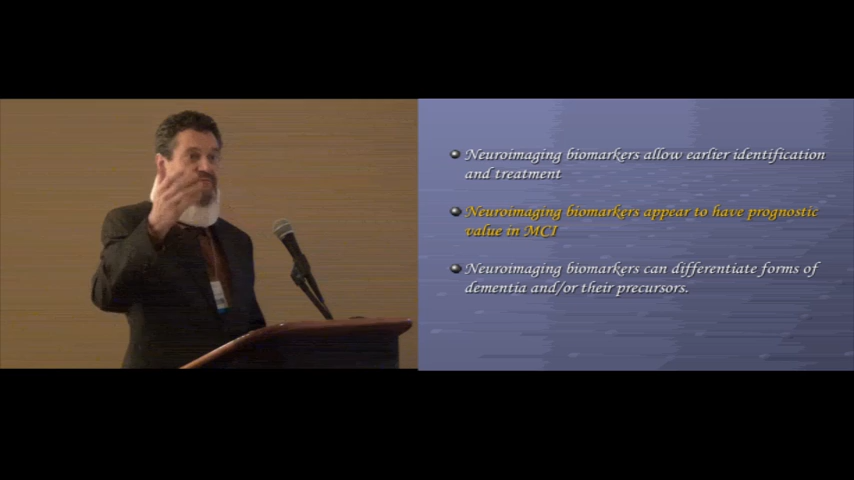 Neuroimaging biomarkers allow earlier identification
and treatment
Neuroimaging biomarkers appear to have prognostic
value in MCI
Neuroimaging biomarkers can differentiate forms of
dementia and/or their precursors.